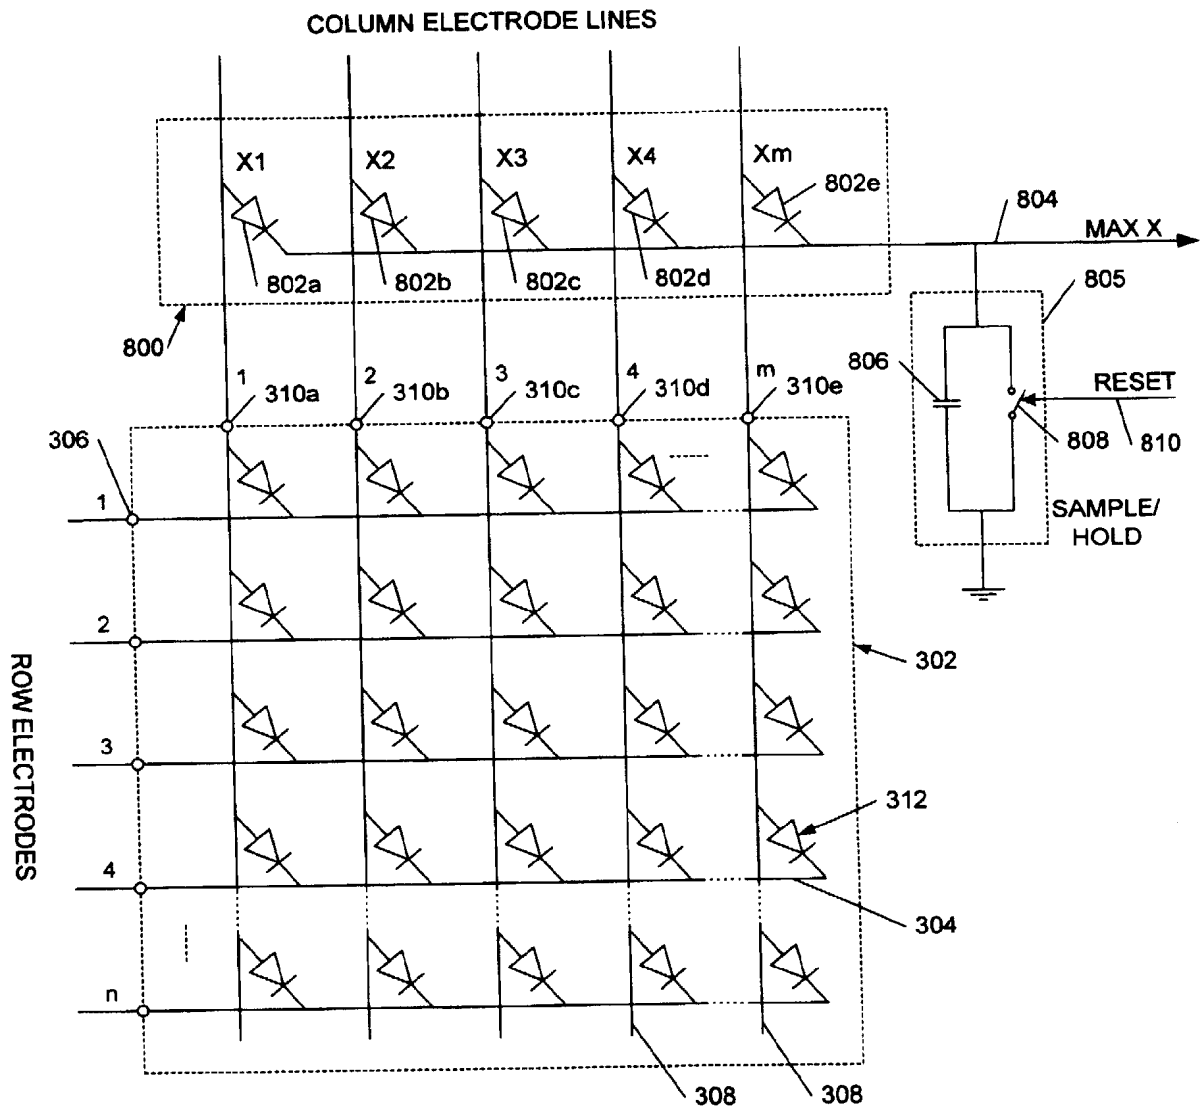 COLUMN ELECTRODE LINES
X1 X2 X3 X4 Xm
802e
804
MAX X
802a 802b 802c 802d
805
800
806
RESET
1 2 3 4 m
310a 310b 310c 310d 310e
808 810
306
1
SAMPLE/
HOLD
2
302
ROW ELECTRODES
3
312
4
304
n
308 308